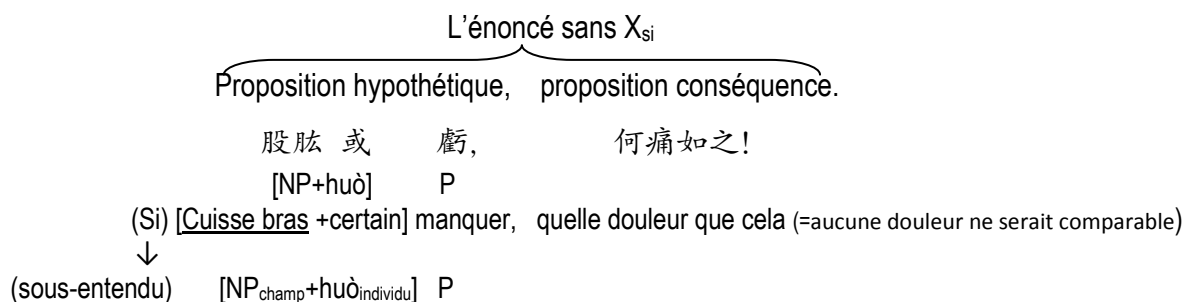 L’énoncé sans Xsi
Proposition hypothétique, proposition conséquence.
股肱 或 虧, 何痛如之!
[NP+huò] P
(Si) [Cuisse bras +certain] manquer, quelle douleur que cela (=aucune douleur ne serait comparable)
↓
(sous-entendu) [NPchamp+huòindividu] P